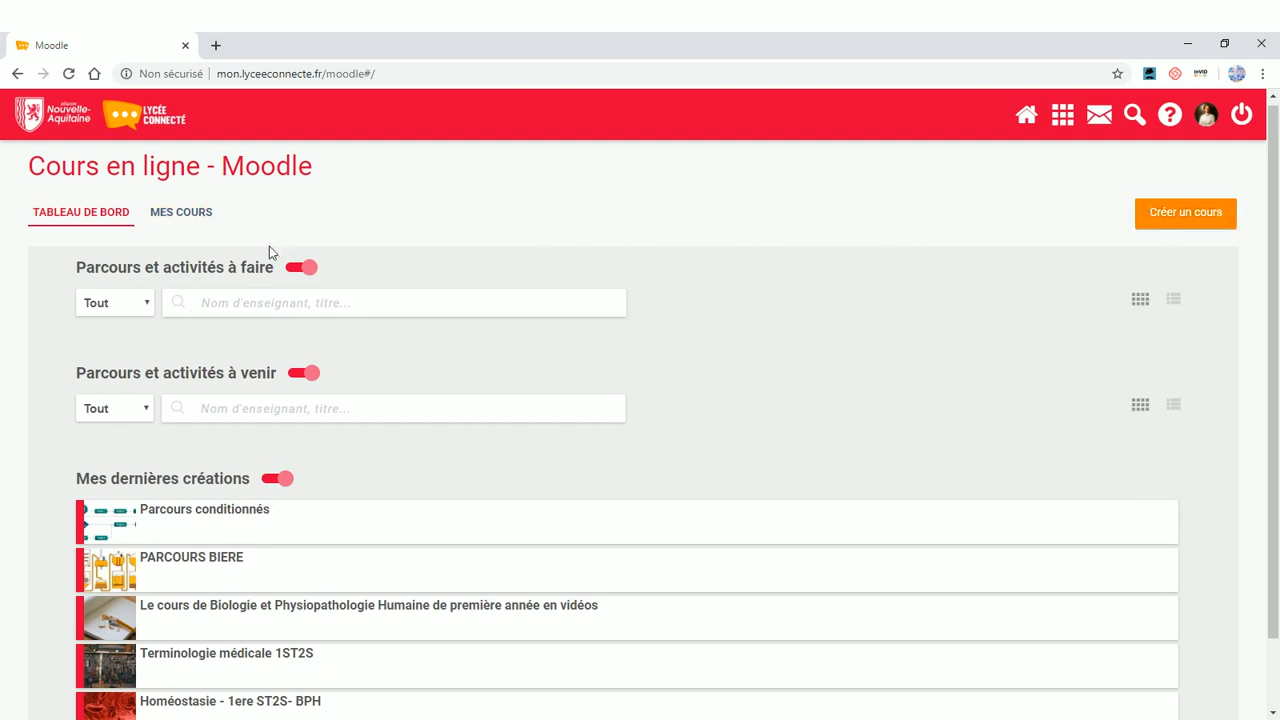 Moodle
Non sécurisé
mon.lyceeconnecte.fr/moodle#/
InVID
RÉGION
Nouvelle-
Aquitaine
LYCÉE
CONNECTÉ
Cours en ligne - Moodle
TABLEAU DE BORD
MES COURS
Créer un cours
Parcours et activités à faire
Tout
Nom d'enseignant, titre...
Parcours et activités à venir
Tout
Nom d'enseignant, titre...
Mes dernières créations
Parcours conditionnés
PARCOURS BIERE
Le cours de Biologie et Physiopathologie Humaine de première année en vidéos
Terminologie médicale 1ST2S
Homéostasie - 1ere ST2S- BPH